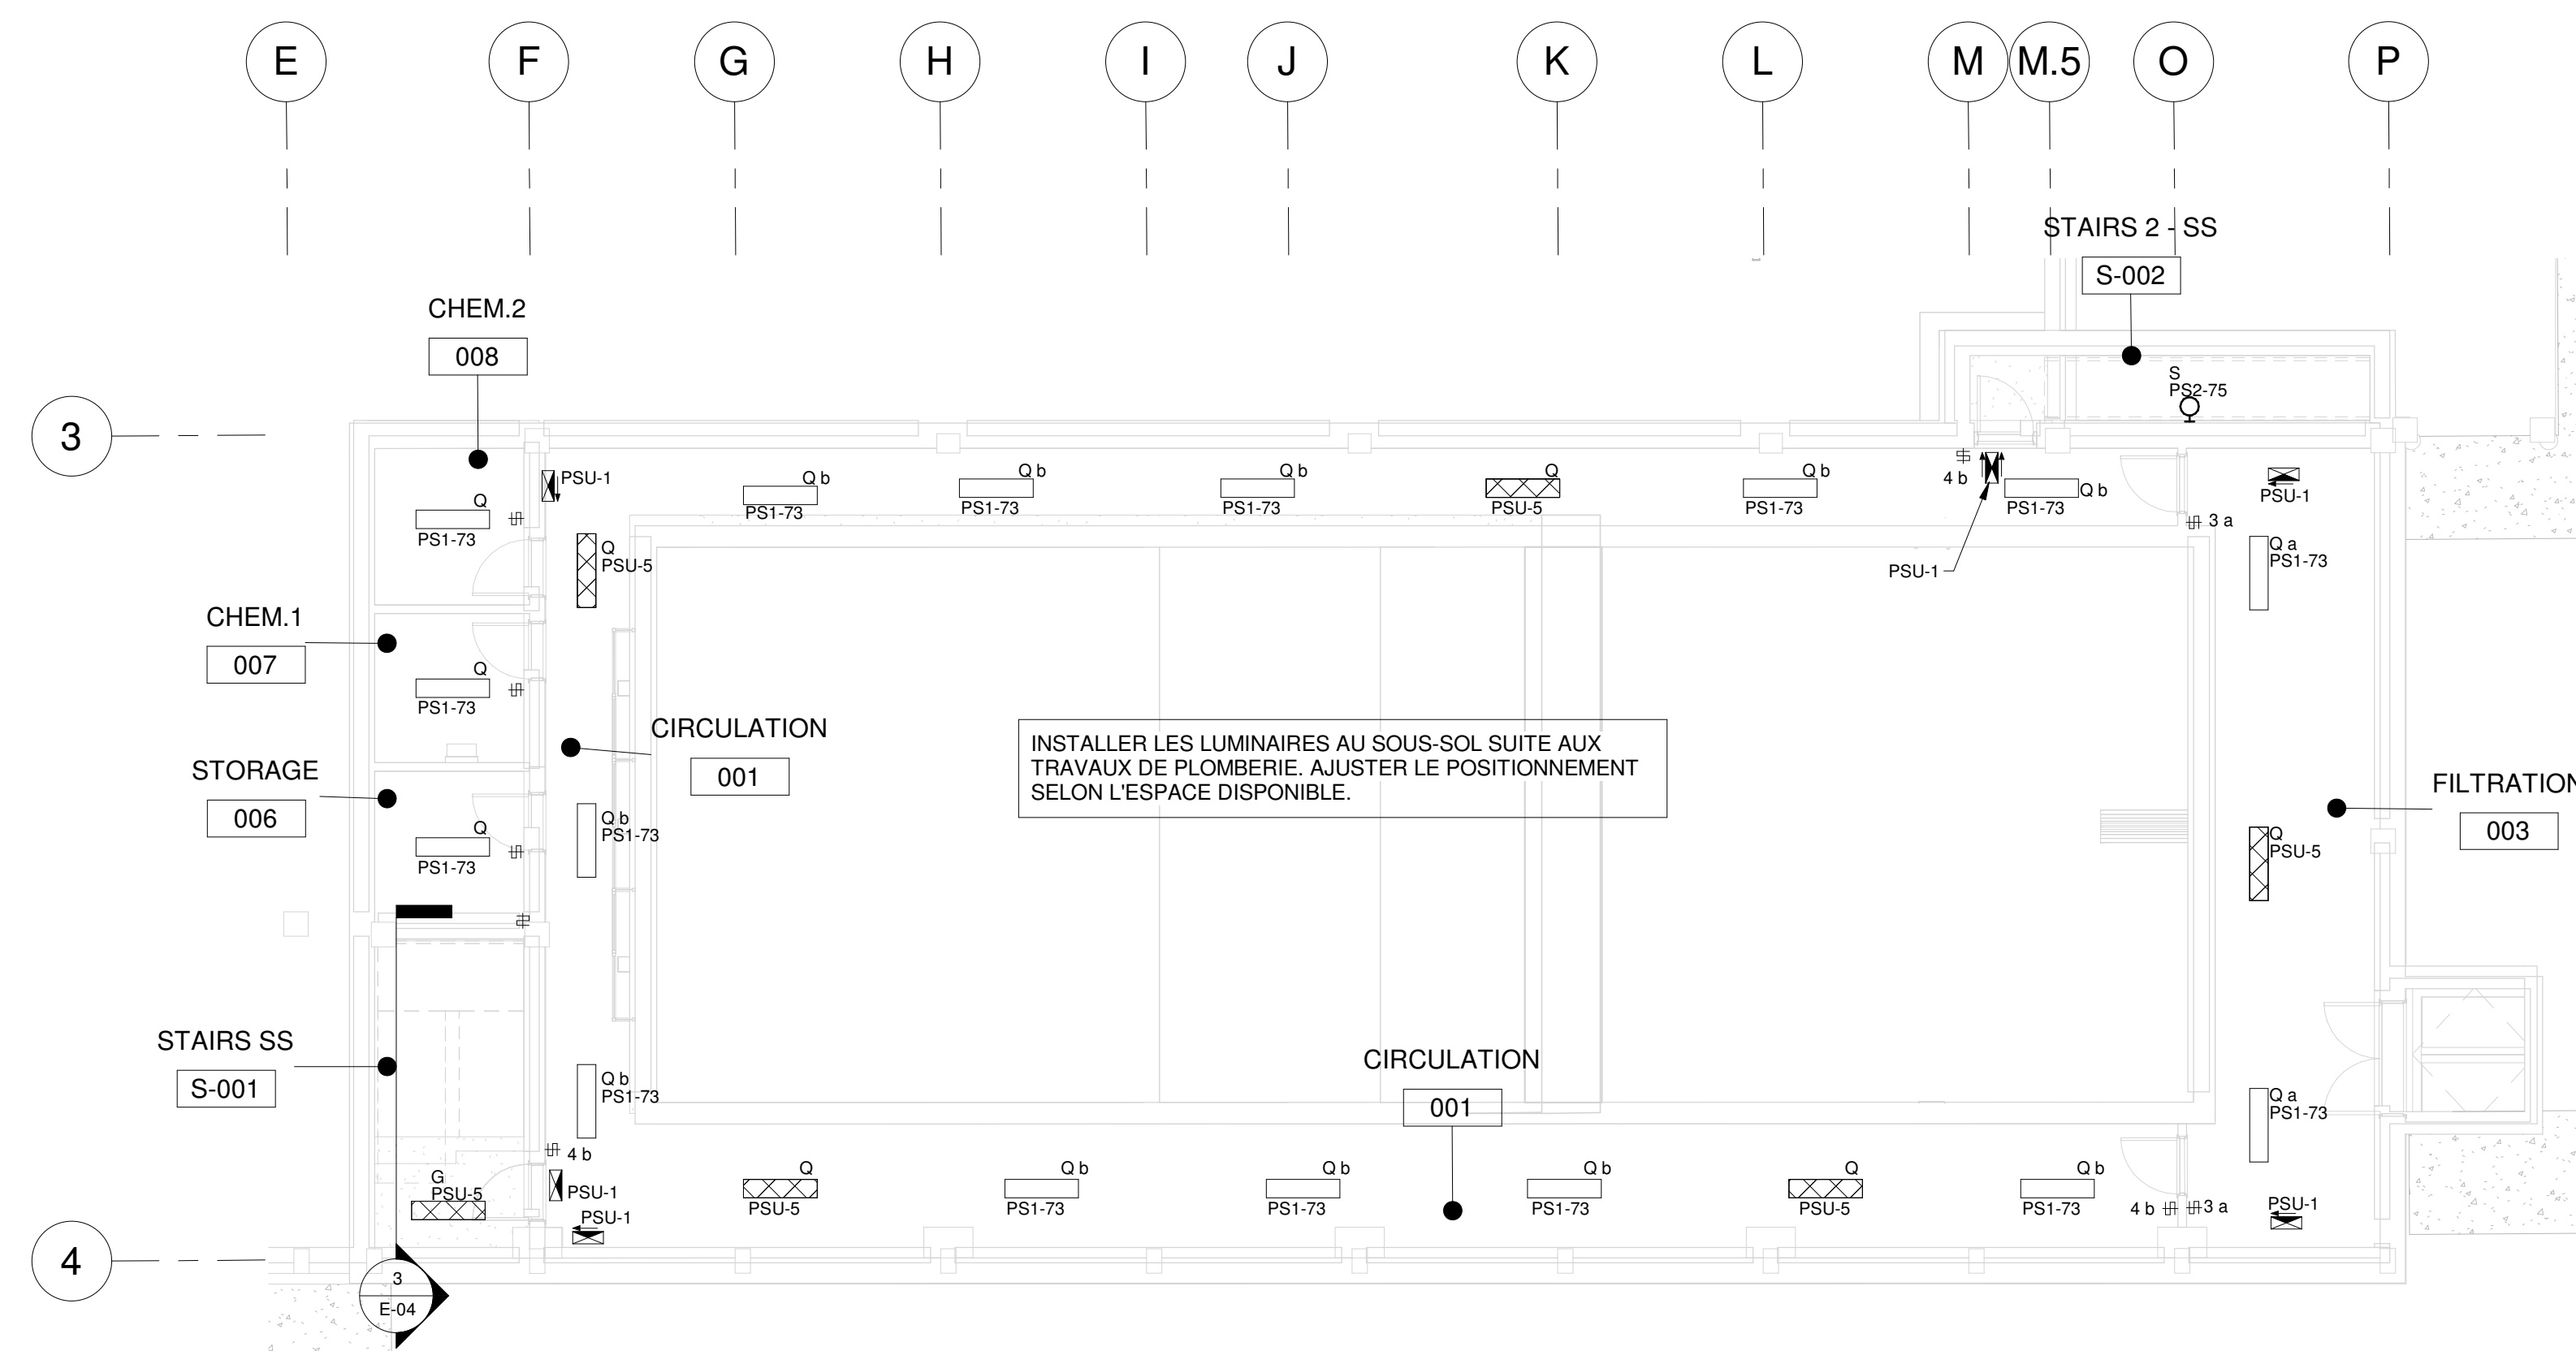 E
F
G
H
I
J
K
L
M
M.5
O
P
STAIRS 2 - SS
S-002
CHEM.2
008
S
PS2-75
3
PSU-1
Q b
PS1-73
Q b
PS1-73
Q b
PS1-73
Q
PSU-5
Q b
PS1-73
4 b
Q b
PS1-73
PSU-1
PSU-1
3 a
Q
PS1-73
Q
PSU-5
Q a
PS1-73
CHEM.1
007
Q
PS1-73
CIRCULATION
001
INSTALLER LES LUMINAIRES AU SOUS-SOL SUITE AUX
TRAVAUX DE PLOMBERIE. AJUSTER LE POSITIONNEMENT
SELON L'ESPACE DISPONIBLE.
STORAGE
006
Q
PS1-73
Q b
PS1-73
Q
PSU-5
FILTRATION
003
STAIRS SS
S-001
Q b
PS1-73
CIRCULATION
001
Q a
PS1-73
4 b
G
PSU-5
PSU-1
PSU-1
Q
PSU-5
Q b
PS1-73
Q b
PS1-73
Q b
PS1-73
Q
PSU-5
Q b
PS1-73
4 b
3 a
PSU-1
4
3
E-04